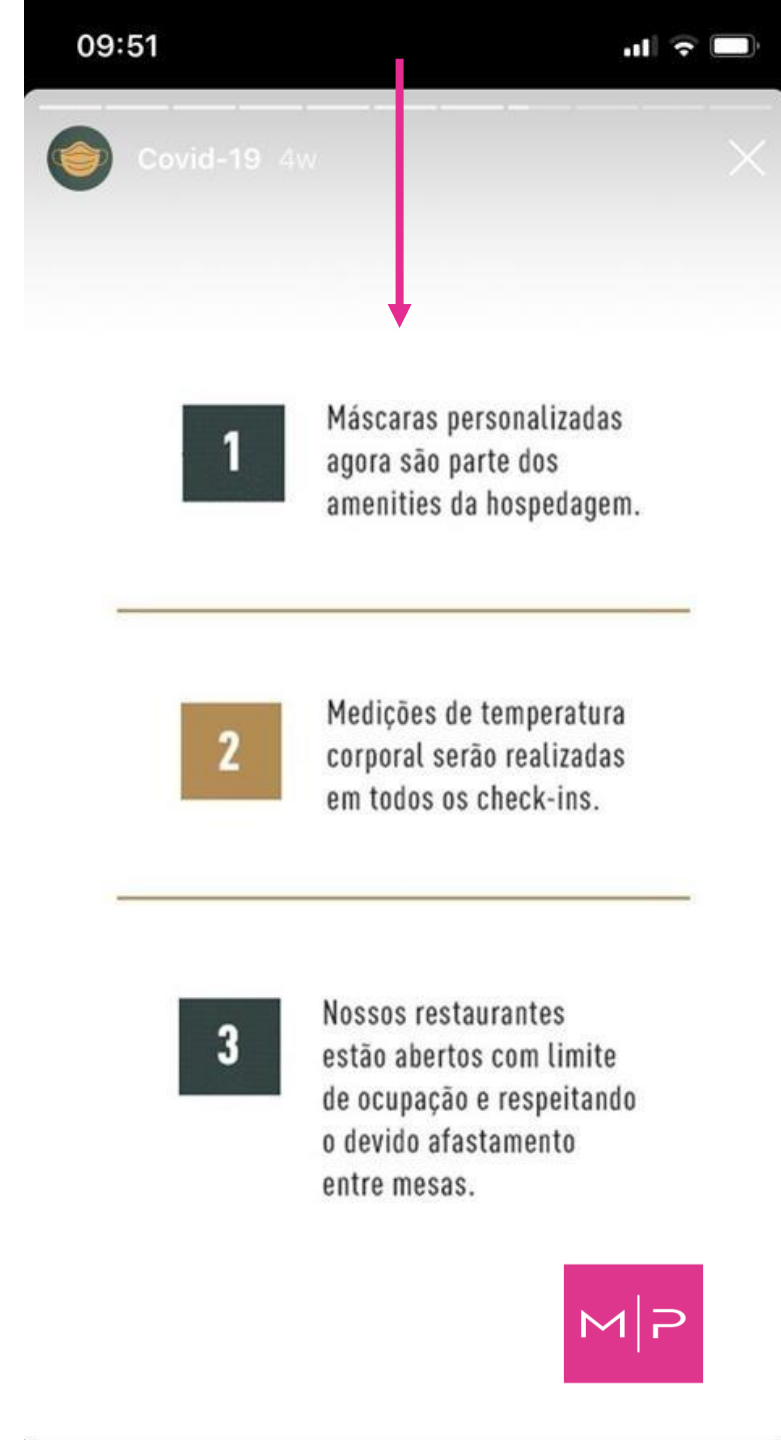 09:51
Covid-19 4w
1
Máscaras personalizadas
agora são parte dos
amenities da hospedagem.
2
Medições de temperatura
corporal serão realizadas
em todos os check-ins.
3
Nossos restaurantes
estão abertos com limite
de ocupação e respeitando
o devido afastamento
entre mesas.
M|P